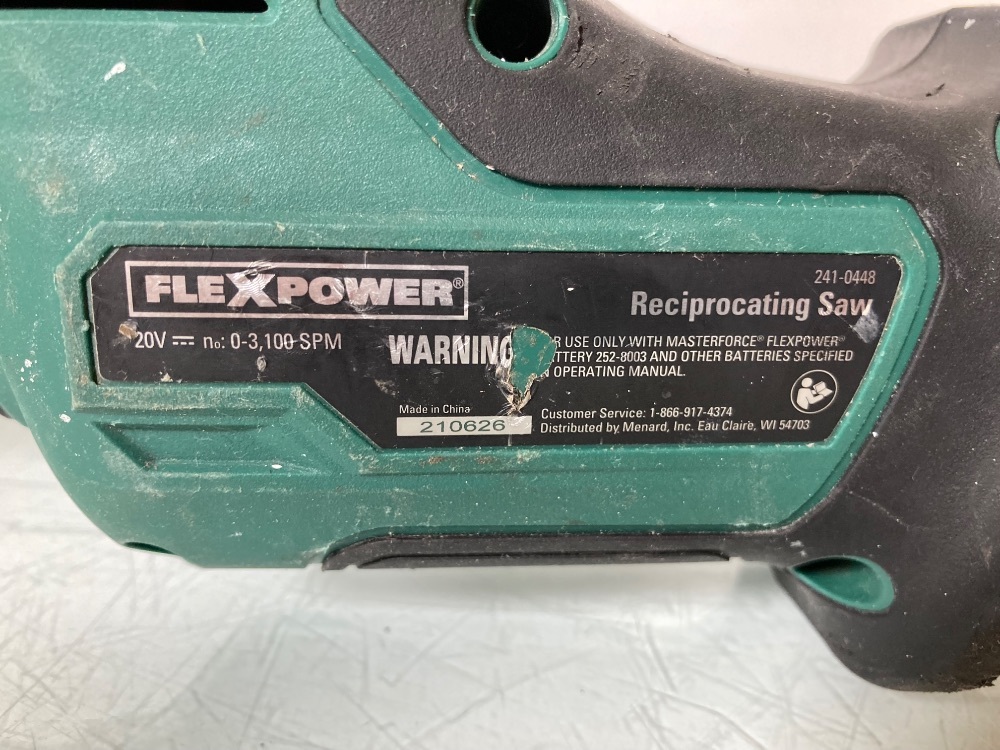 FLEXPOWER®
20V ⎓ n₀: 0-3,100 SPM
241-0448
Reciprocating Saw
WARNING
R USE ONLY WITH MASTERFORCE® FLEXPOWER®
TTERY 252-8003 AND OTHER BATTERIES SPECIFIED
OPERATING MANUAL.
Made in China
210626
Customer Service: 1-866-917-4374
Distributed by Menard, Inc. Eau Claire, WI 54703